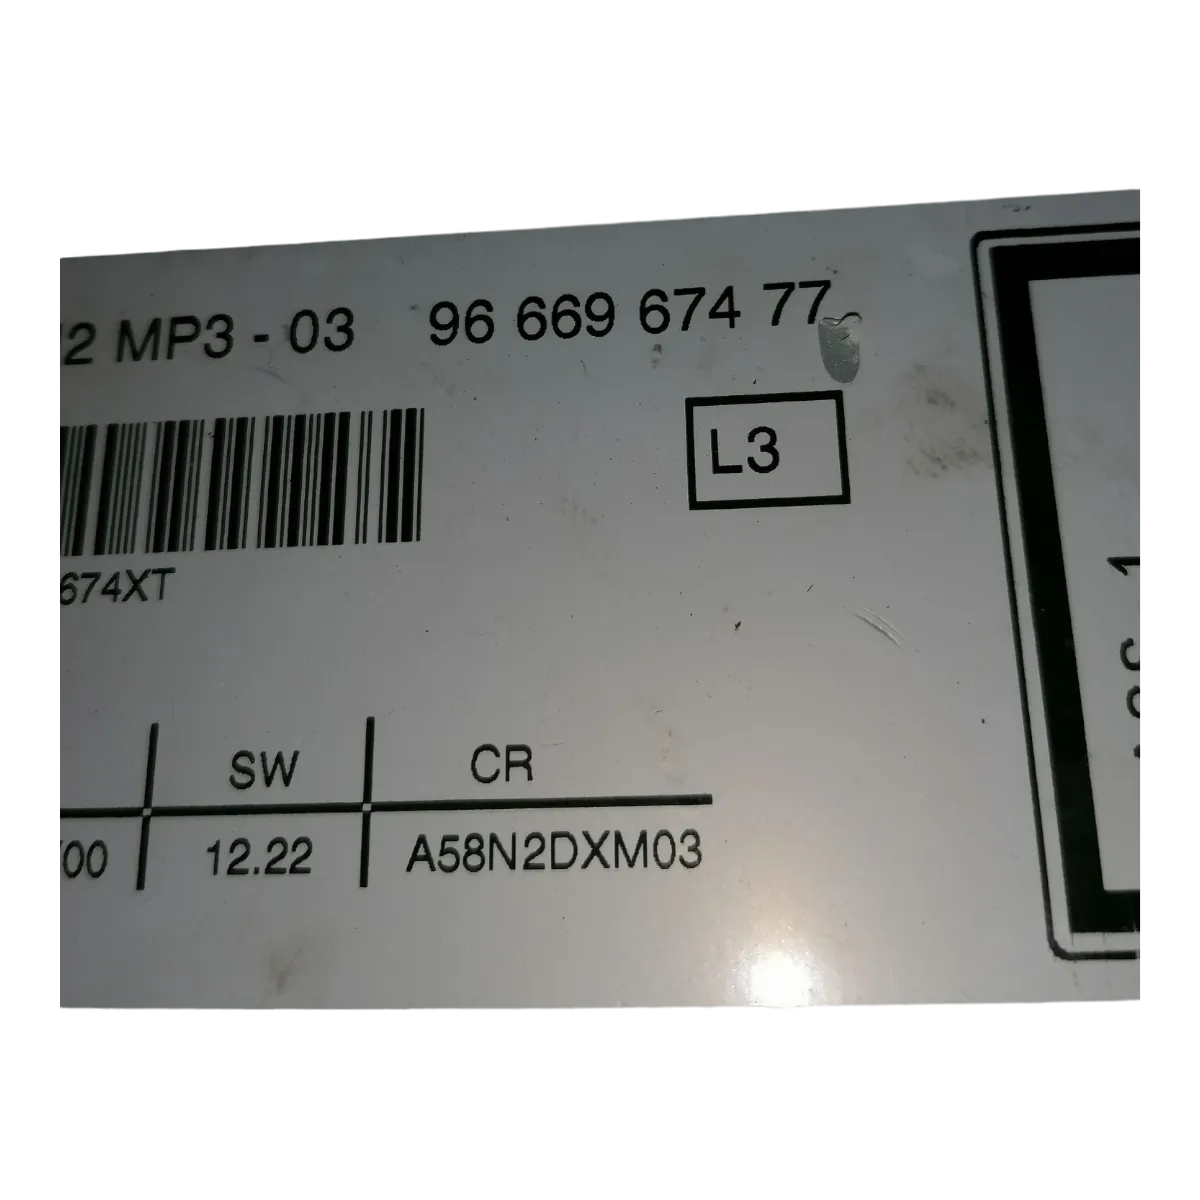 2 MP3 - 03 96 669 674 77
L3
674XT
SW CR
00 12.22 A58N2DXM03